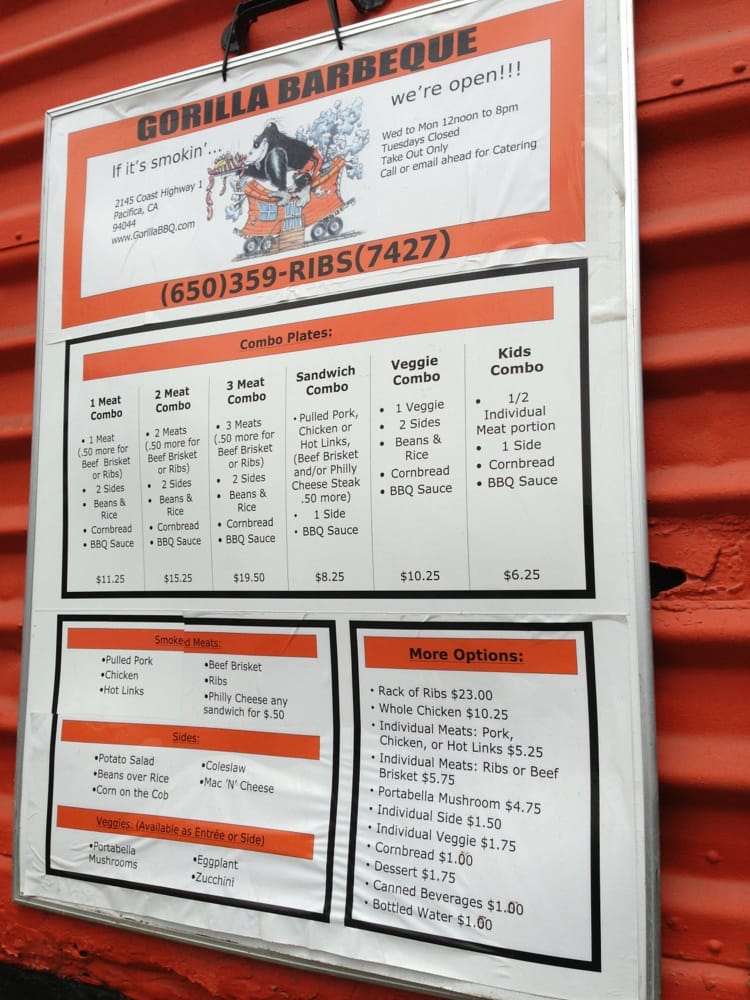 GORILLA BARBEQUE
If it's smokin'...
we're open!!!
2145 Coast Highway 1
Pacifica, CA
94044
www.GorillaBBQ.com
Wed to Mon 12noon to 8pm
Tuesdays Closed
Take Out Only
Call or email ahead for Catering
(650)359-RIBS(7427)
Combo Plates:
1 Meat
Combo
• 1 Meat
(.50 more for
Beef Brisket
or Ribs)
• 2 Sides
• Beans &
Rice
• Cornbread
• BBQ Sauce
$11.25
2 Meat
Combo
• 2 Meats
(.50 more for
Beef Brisket
or Ribs)
• 2 Sides
• Beans &
Rice
• Cornbread
• BBQ Sauce
$15.25
3 Meat
Combo
• 3 Meats
(.50 more for
Beef Brisket
or Ribs)
• 2 Sides
• Beans &
Rice
• Cornbread
• BBQ Sauce
$19.50
Sandwich
Combo
• Pulled Pork,
Chicken or
Hot Links,
(Beef Brisket
and/or Philly
Cheese Steak
.50 more)
• 1 Side
• BBQ Sauce
$8.25
Veggie
Combo
• 1 Veggie
• 2 Sides
• Beans &
Rice
• Cornbread
• BBQ Sauce
$10.25
Kids
Combo
• 1/2
Individual
Meat portion
• 1 Side
• Cornbread
• BBQ Sauce
$6.25
Smoked Meats:
•Pulled Pork
•Chicken
•Hot Links
•Beef Brisket
•Ribs
•Philly Cheese any
sandwich for $.50
Sides:
•Potato Salad
•Beans over Rice
•Corn on the Cob
•Coleslaw
•Mac 'N' Cheese
Veggies: (Available as Entrée or Side)
•Portabella
Mushrooms
•Eggplant
•Zucchini
More Options:
• Rack of Ribs $23.00
• Whole Chicken $10.25
• Individual Meats: Pork,
Chicken, or Hot Links $5.25
• Individual Meats: Ribs or Beef
Brisket $5.75
• Portabella Mushroom $4.75
• Individual Side $1.50
• Individual Veggie $1.75
• Cornbread $1.00
• Dessert $1.75
• Canned Beverages $1.00
• Bottled Water $1.00